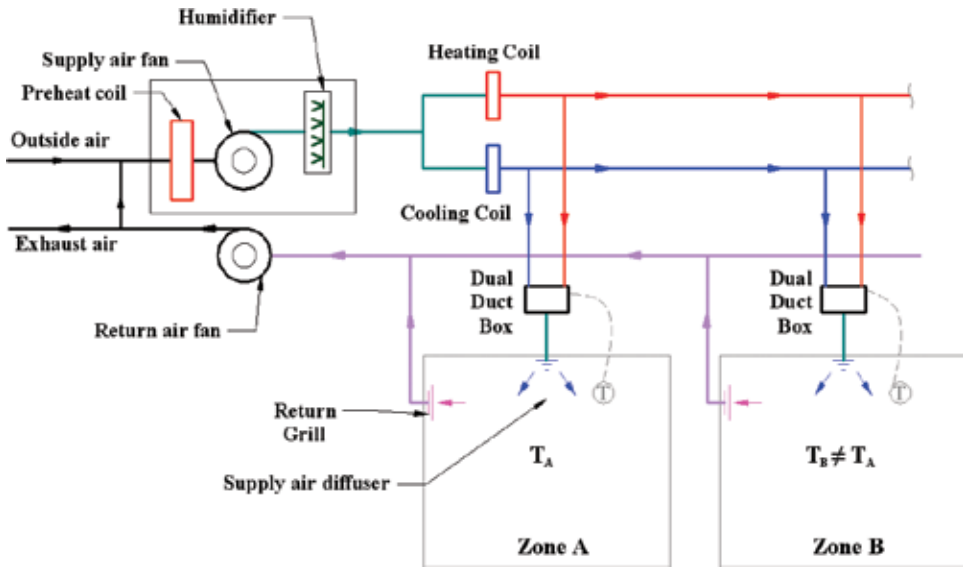 Humidifier
Supply air fan
Heating Coil
Preheat coil
Outside air
Cooling Coil
Exhaust air
Dual
Duct
Box
Dual
Duct
Box
Return air fan
T
T
Return
Grill
TA
TB ≠ TA
Supply air diffuser
Zone A
Zone B